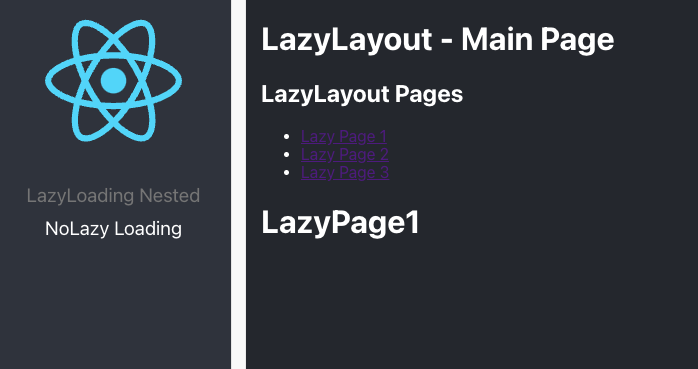 LazyLoading Nested
NoLazy Loading
LazyLayout - Main Page
LazyLayout Pages
Lazy Page 1
Lazy Page 2
Lazy Page 3
LazyPage1